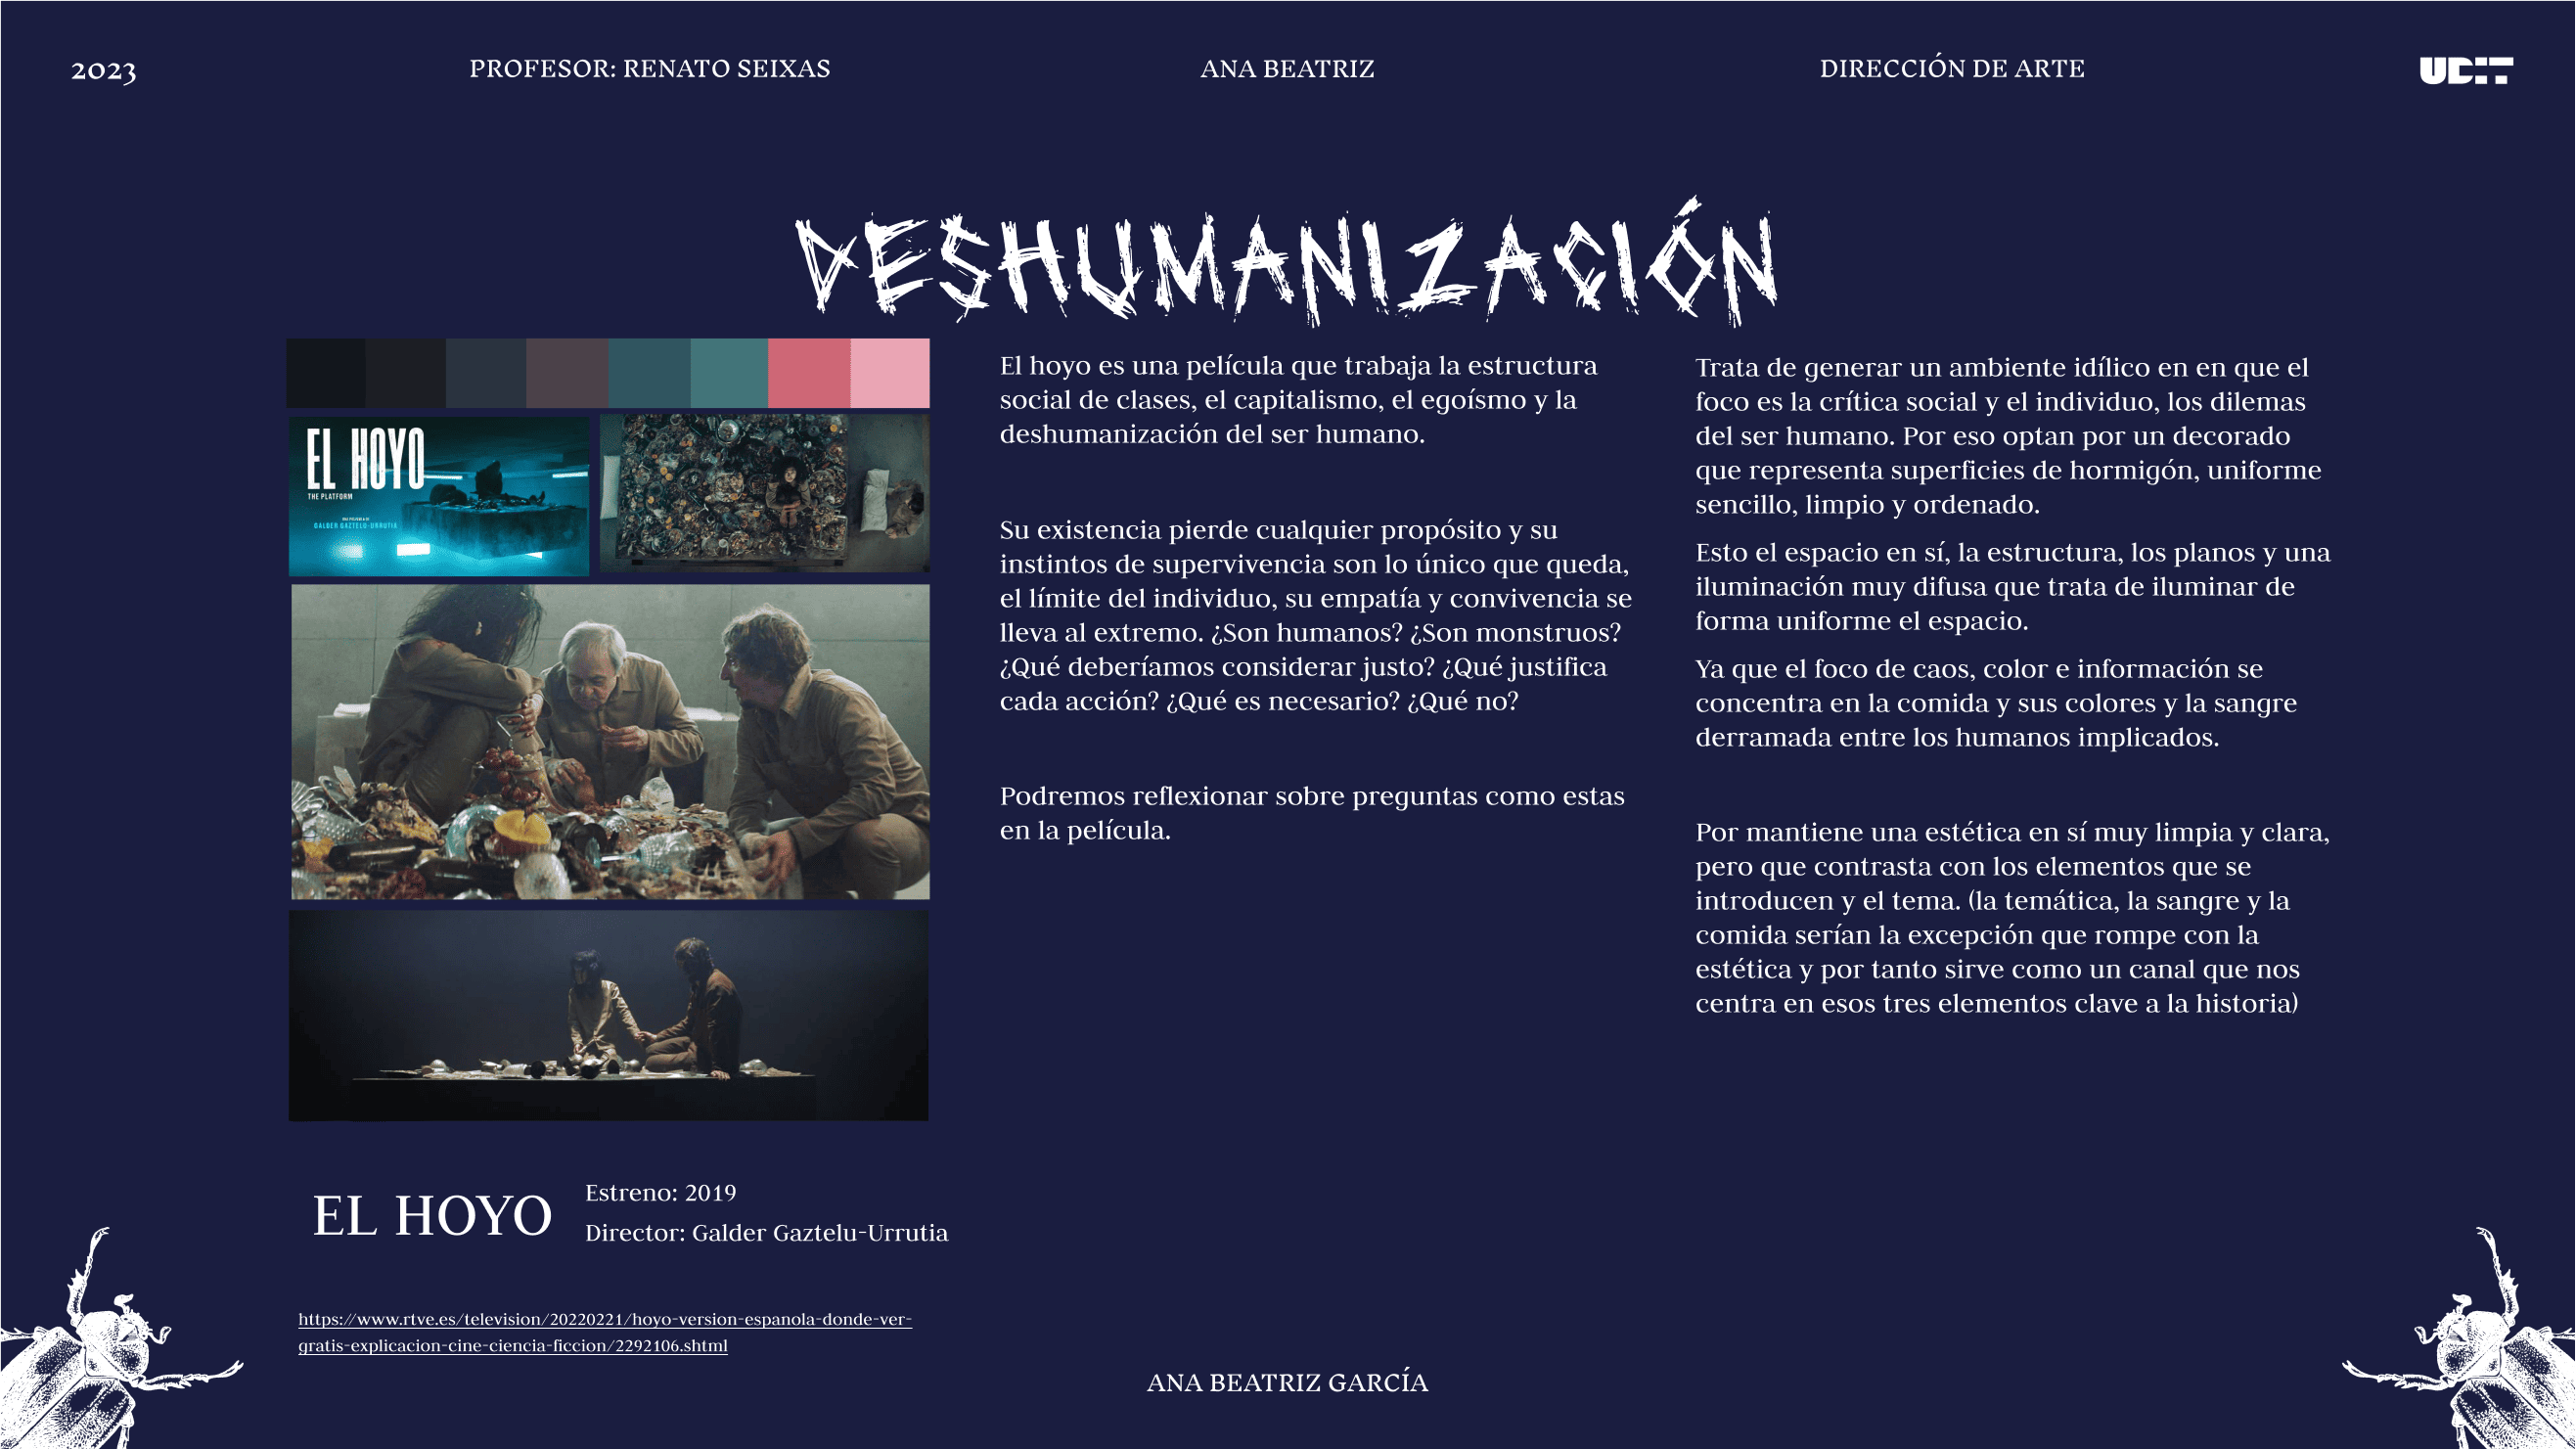 2023
PROFESOR: RENATO SEIXAS
ANA BEATRIZ
DIRECCIÓN DE ARTE
UDIT
DESHUMANIZACIÓN
EL HOYO
THE PLATFORM
GALDER GAZTELU-URRUTIA
El hoyo es una película que trabaja la estructura
social de clases, el capitalismo, el egoísmo y la
deshumanización del ser humano.
Su existencia pierde cualquier propósito y su
instintos de supervivencia son lo único que queda,
el límite del individuo, su empatía y convivencia se
lleva al extremo. ¿Son humanos? ¿Son monstruos?
¿Qué deberíamos considerar justo? ¿Qué justifica
cada acción? ¿Qué es necesario? ¿Qué no?
Podremos reflexionar sobre preguntas como estas
en la película.
Trata de generar un ambiente idílico en en que el
foco es la crítica social y el individuo, los dilemas
del ser humano. Por eso optan por un decorado
que representa superficies de hormigón, uniforme
sencillo, limpio y ordenado.
Esto el espacio en sí, la estructura, los planos y una
iluminación muy difusa que trata de iluminar de
forma uniforme el espacio.
Ya que el foco de caos, color e información se
concentra en la comida y sus colores y la sangre
derramada entre los humanos implicados.
Por mantiene una estética en sí muy limpia y clara,
pero que contrasta con los elementos que se
introducen y el tema. (la temática, la sangre y la
comida serían la excepción que rompe con la
estética y por tanto sirve como un canal que nos
centra en esos tres elementos clave a la historia)
EL HOYO
Estreno: 2019
Director: Galder Gaztelu-Urrutia
https://www.rtve.es/television/20220221/hoyo-version-espanola-donde-ver-
gratis-explicacion-cine-ciencia-ficcion/2292106.shtml
ANA BEATRIZ GARCÍA